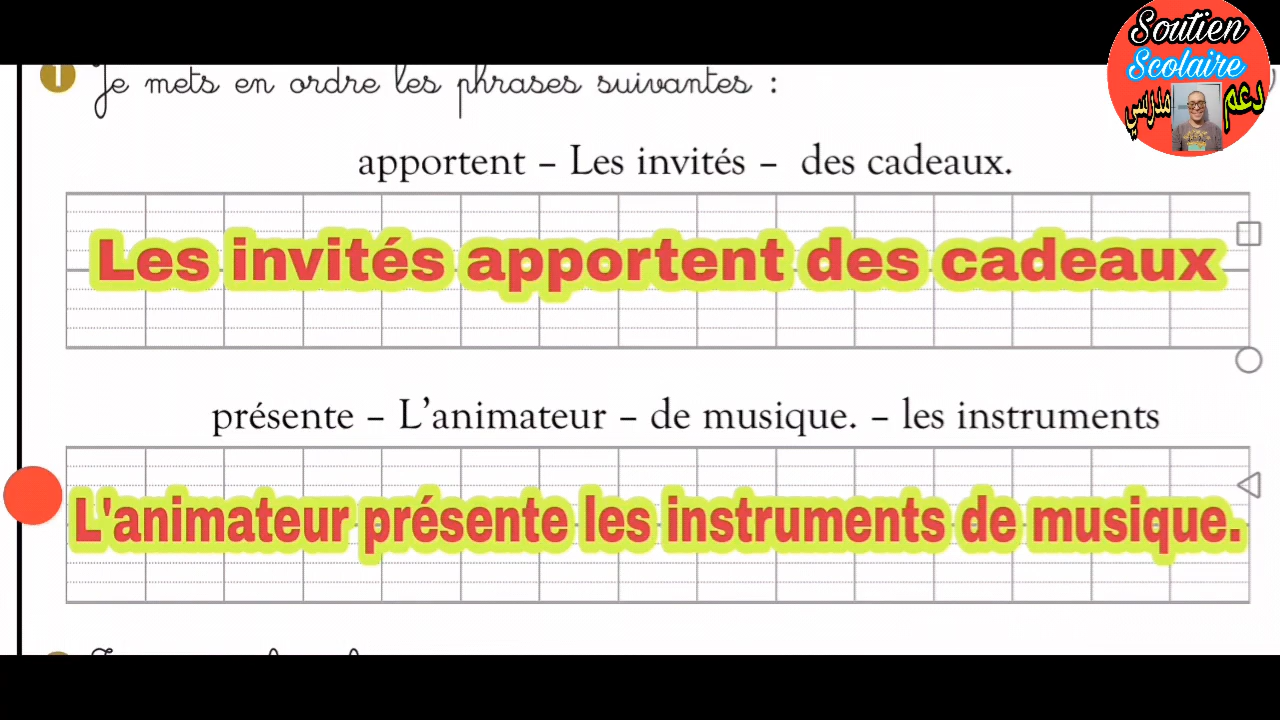 Soutien
Scolaire
دعم مدرسي
1 Je mets en ordre les phrases suivantes :
apportent – Les invités – des cadeaux.
Les invités apportent des cadeaux
présente – L’animateur – de musique. – les instruments
L'animateur présente les instruments de musique.